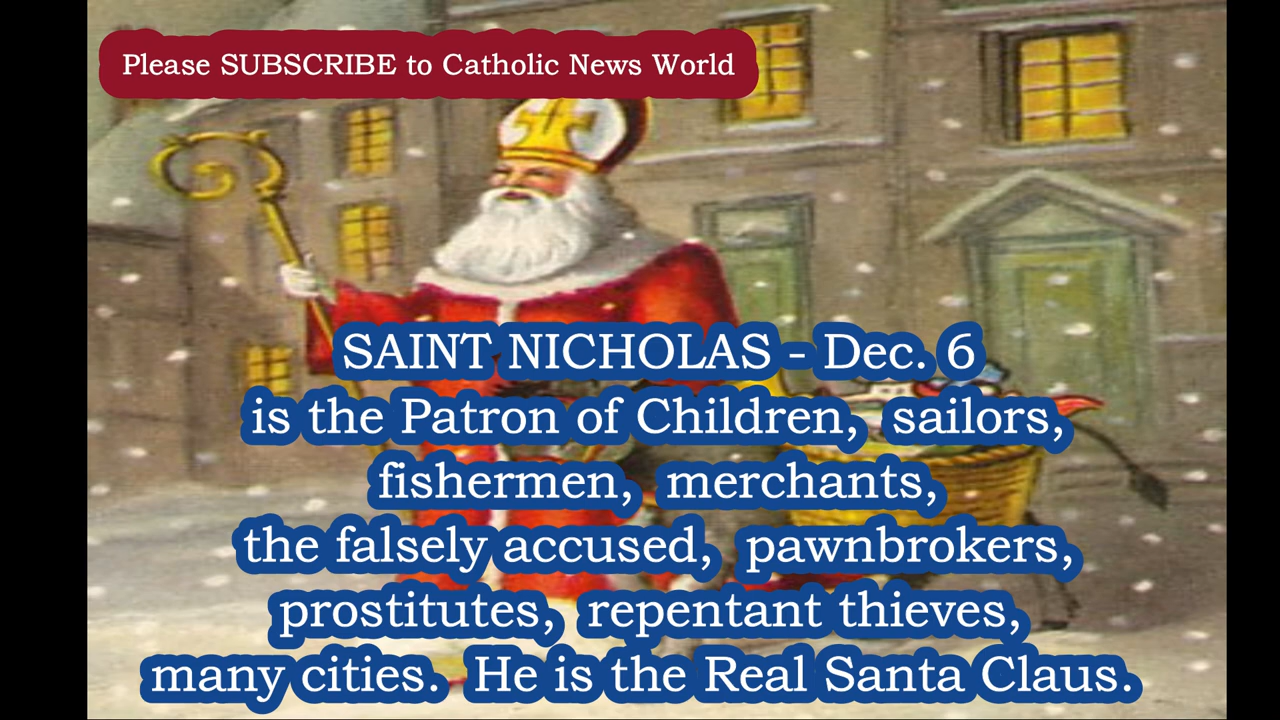 Please SUBSCRIBE to Catholic News World
SAINT NICHOLAS - Dec. 6
is the Patron of Children, sailors,
fishermen, merchants,
the falsely accused, pawnbrokers,
prostitutes, repentant thieves,
many cities. He is the Real Santa Claus.